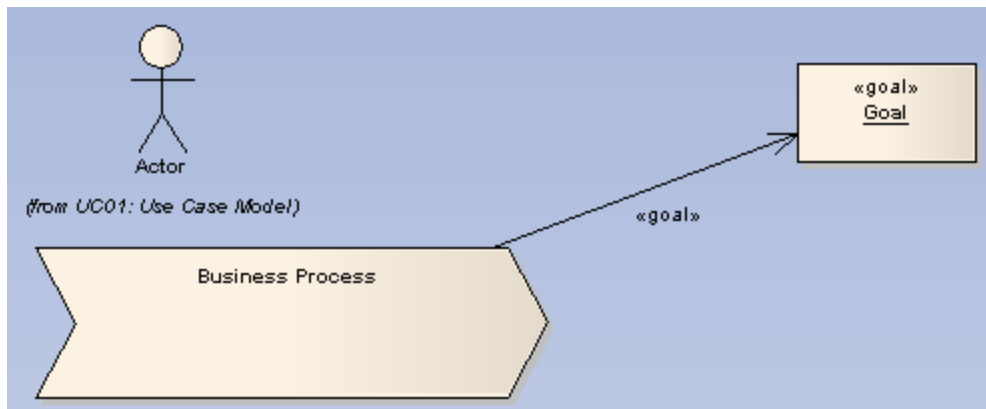 «goal»
Goal
Actor
(from UC01: Use Case Model)
«goal»
Business Process